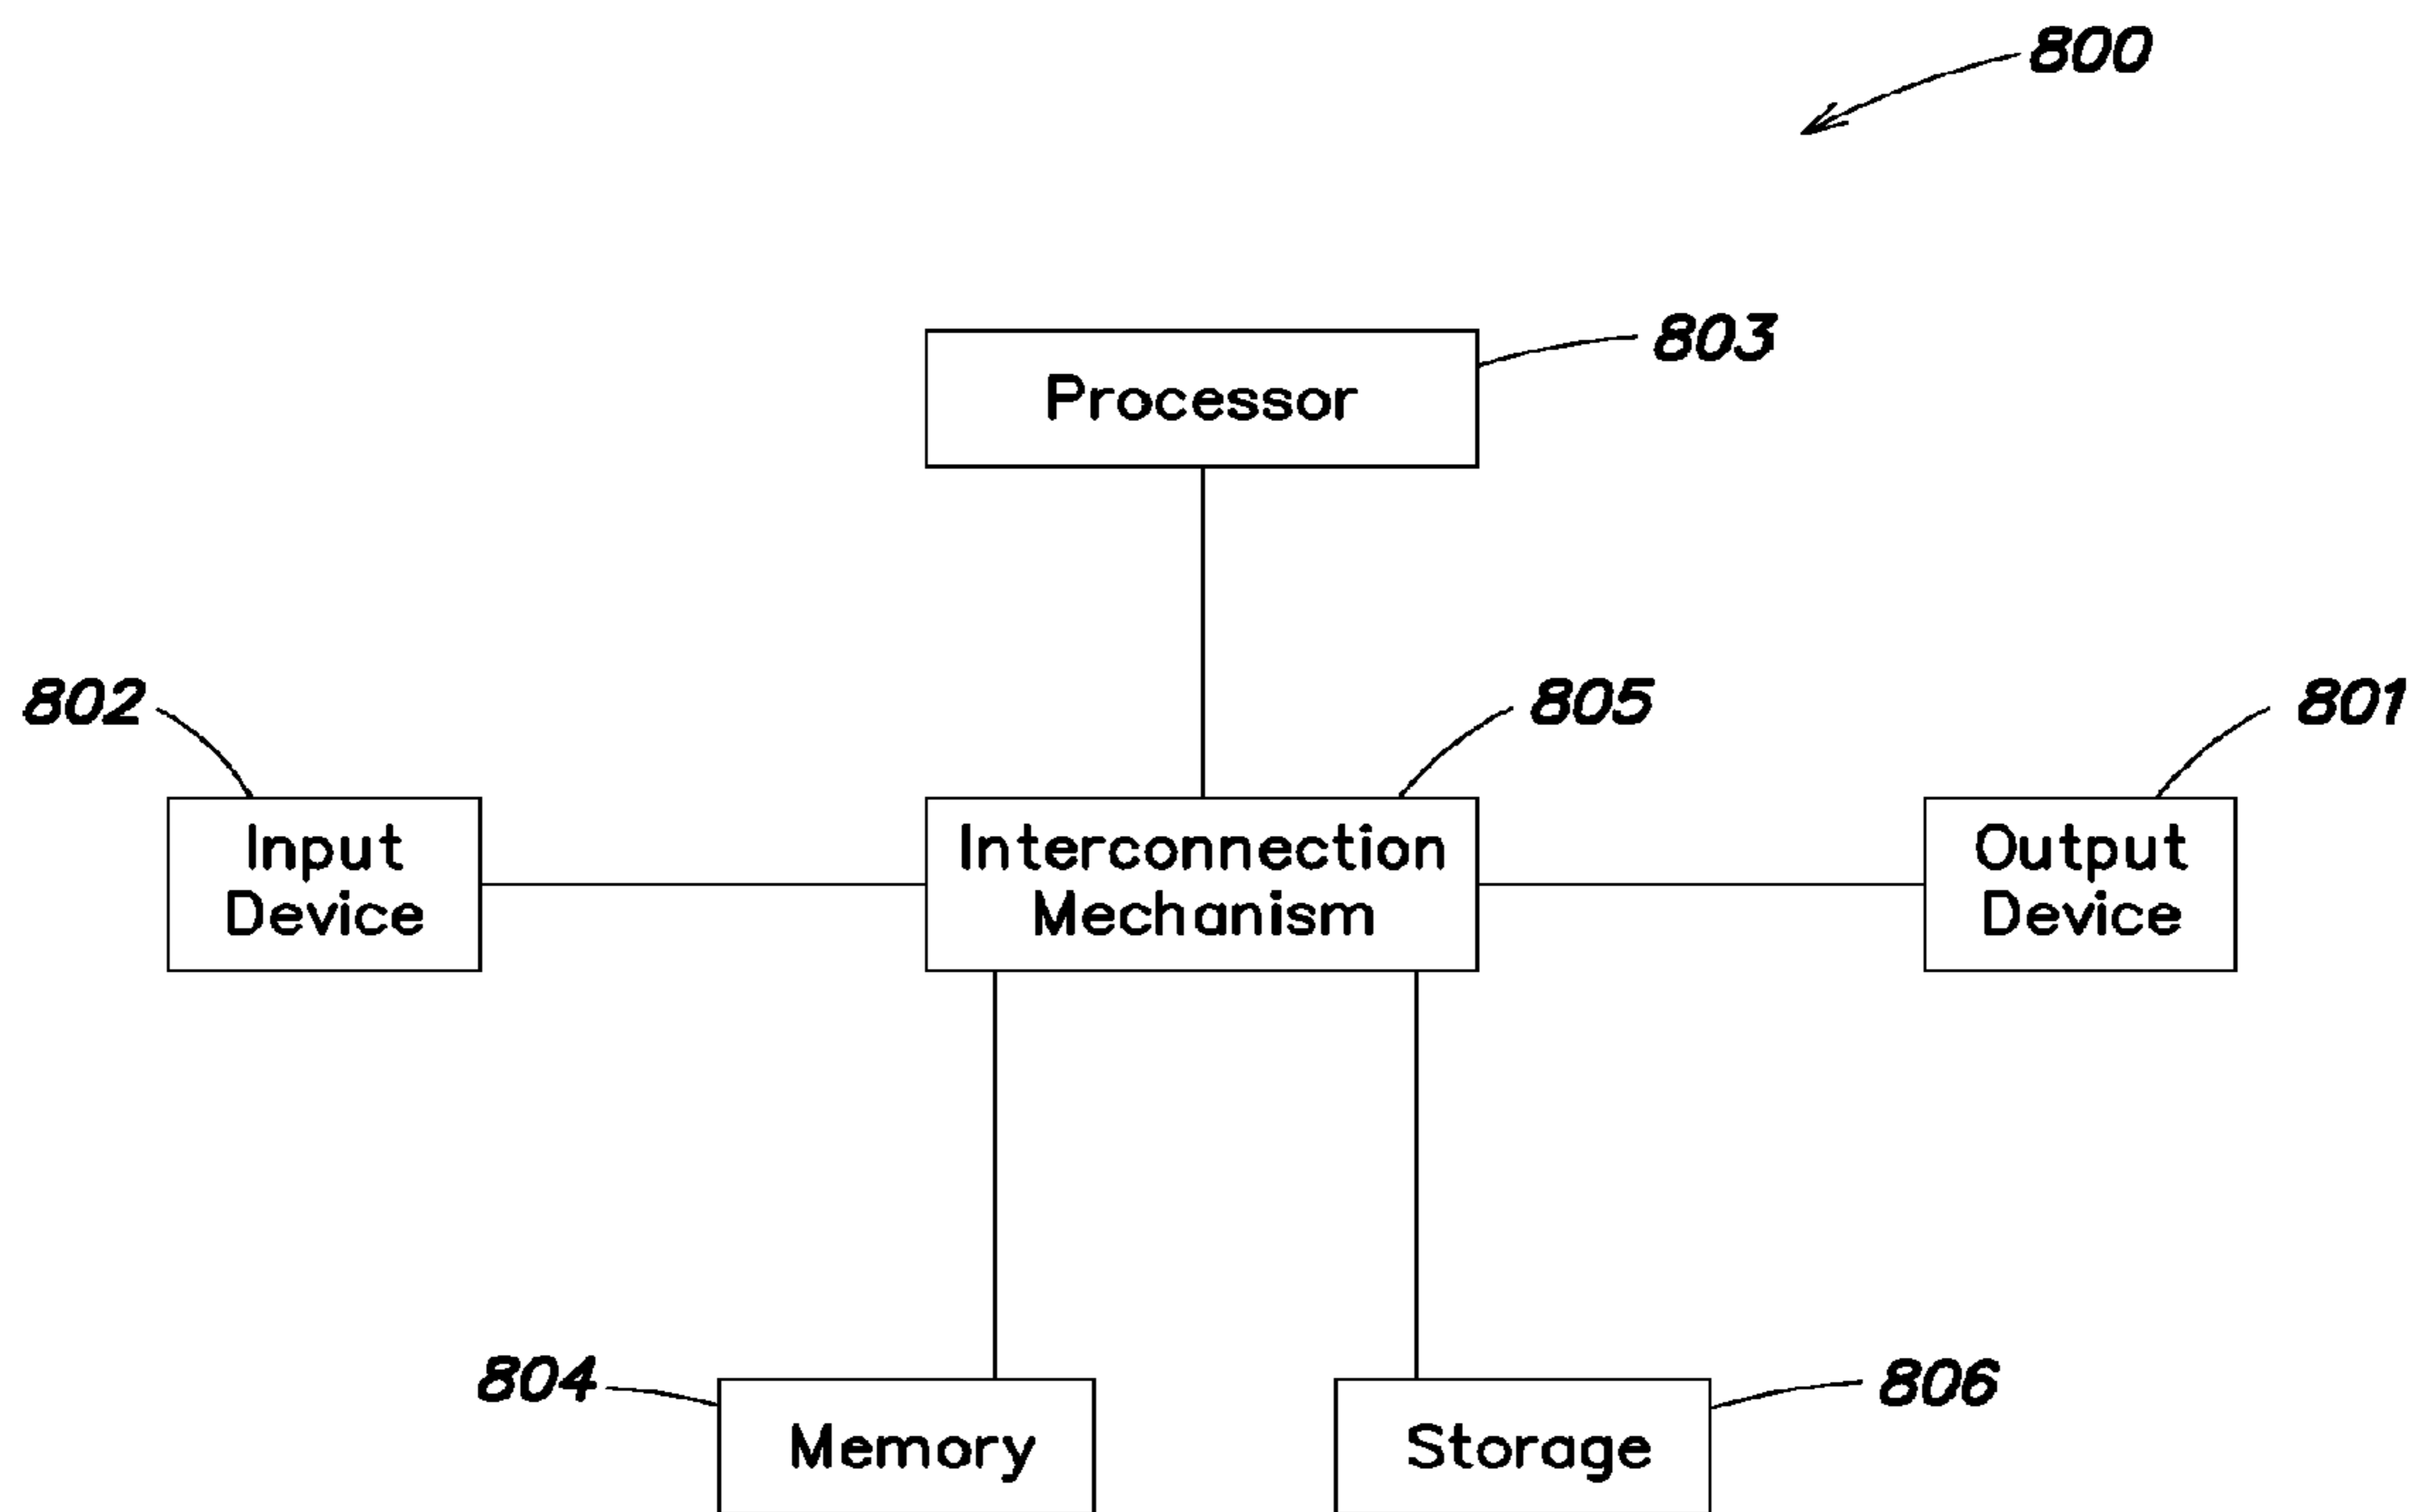 800
803
Processor
802
805
801
Input
Device
Interconnection
Mechanism
Output
Device
804
806
Memory
Storage